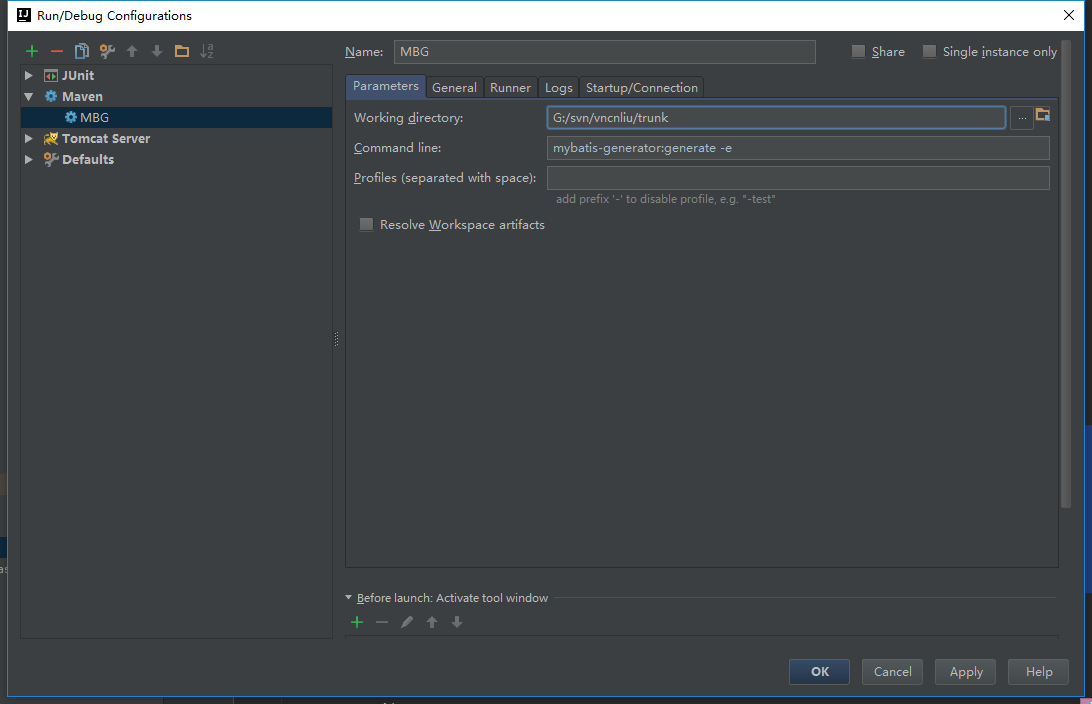 Run/Debug Configurations
Name: MBG
Share
Single instance only
JUnit
Maven
MBG
Tomcat Server
Defaults
Parameters General Runner Logs Startup/Connection
Working directory: G:/svn/vncnliu/trunk ...
Command line: mybatis-generator:generate -e
Profiles (separated with space):
add prefix '-' to disable profile, e.g. "-test"
Resolve Workspace artifacts
Before launch: Activate tool window
OK Cancel Apply Help